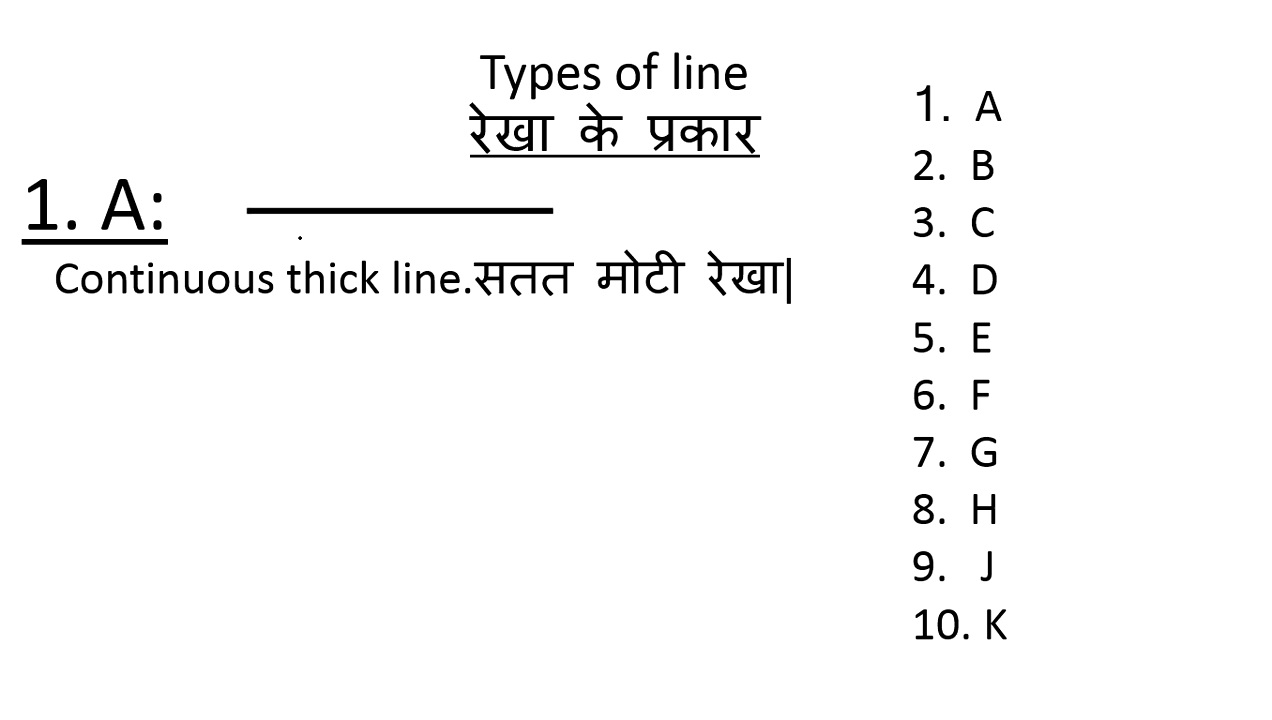 Types of line
रेखा के प्रकार
1. A:
Continuous thick line.सतत मोटी रेखा|
1. A
2. B
3. C
4. D
5. E
6. F
7. G
8. H
9. J
10. K